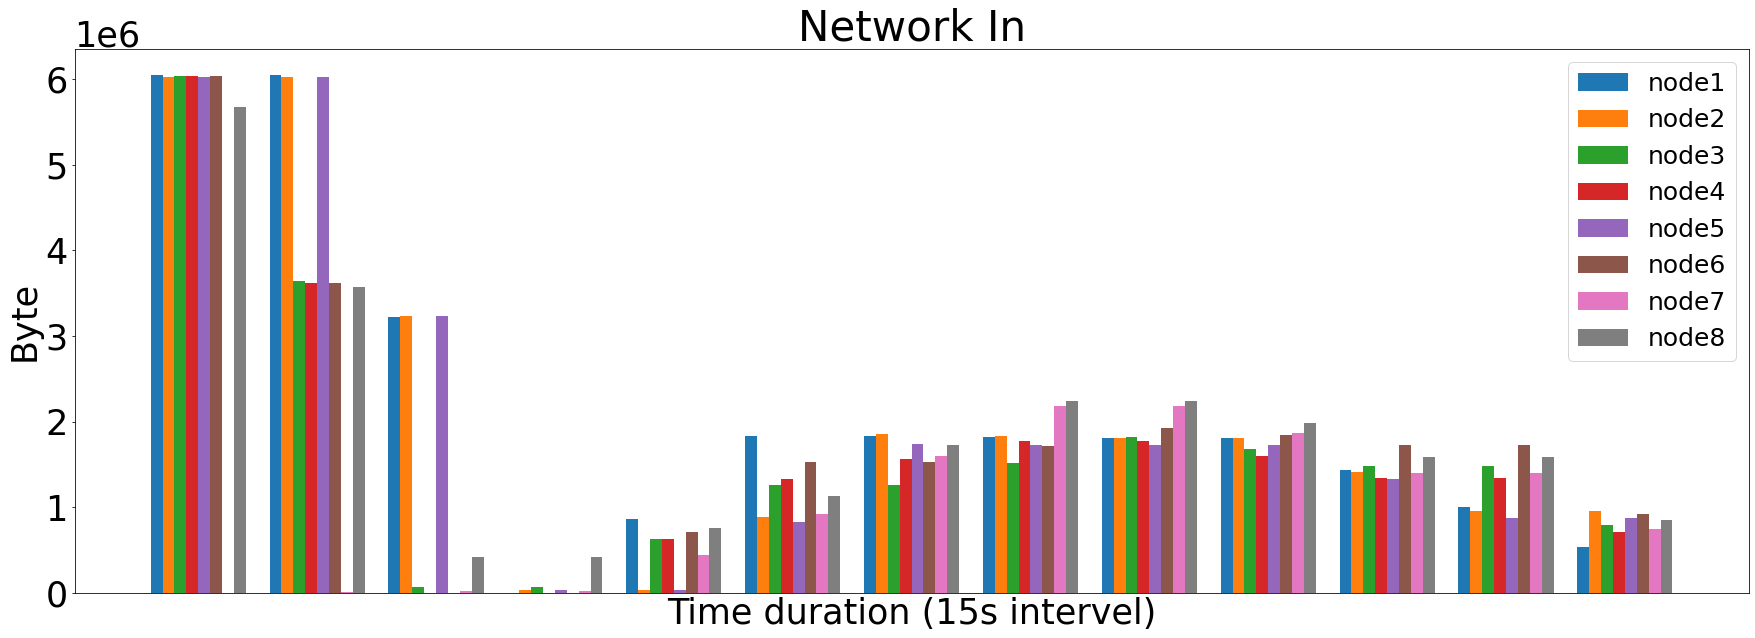 Network In
1e6
6
5
4
3
2
1
0
Byte
Time duration (15s intervel)
node1
node2
node3
node4
node5
node6
node7
node8